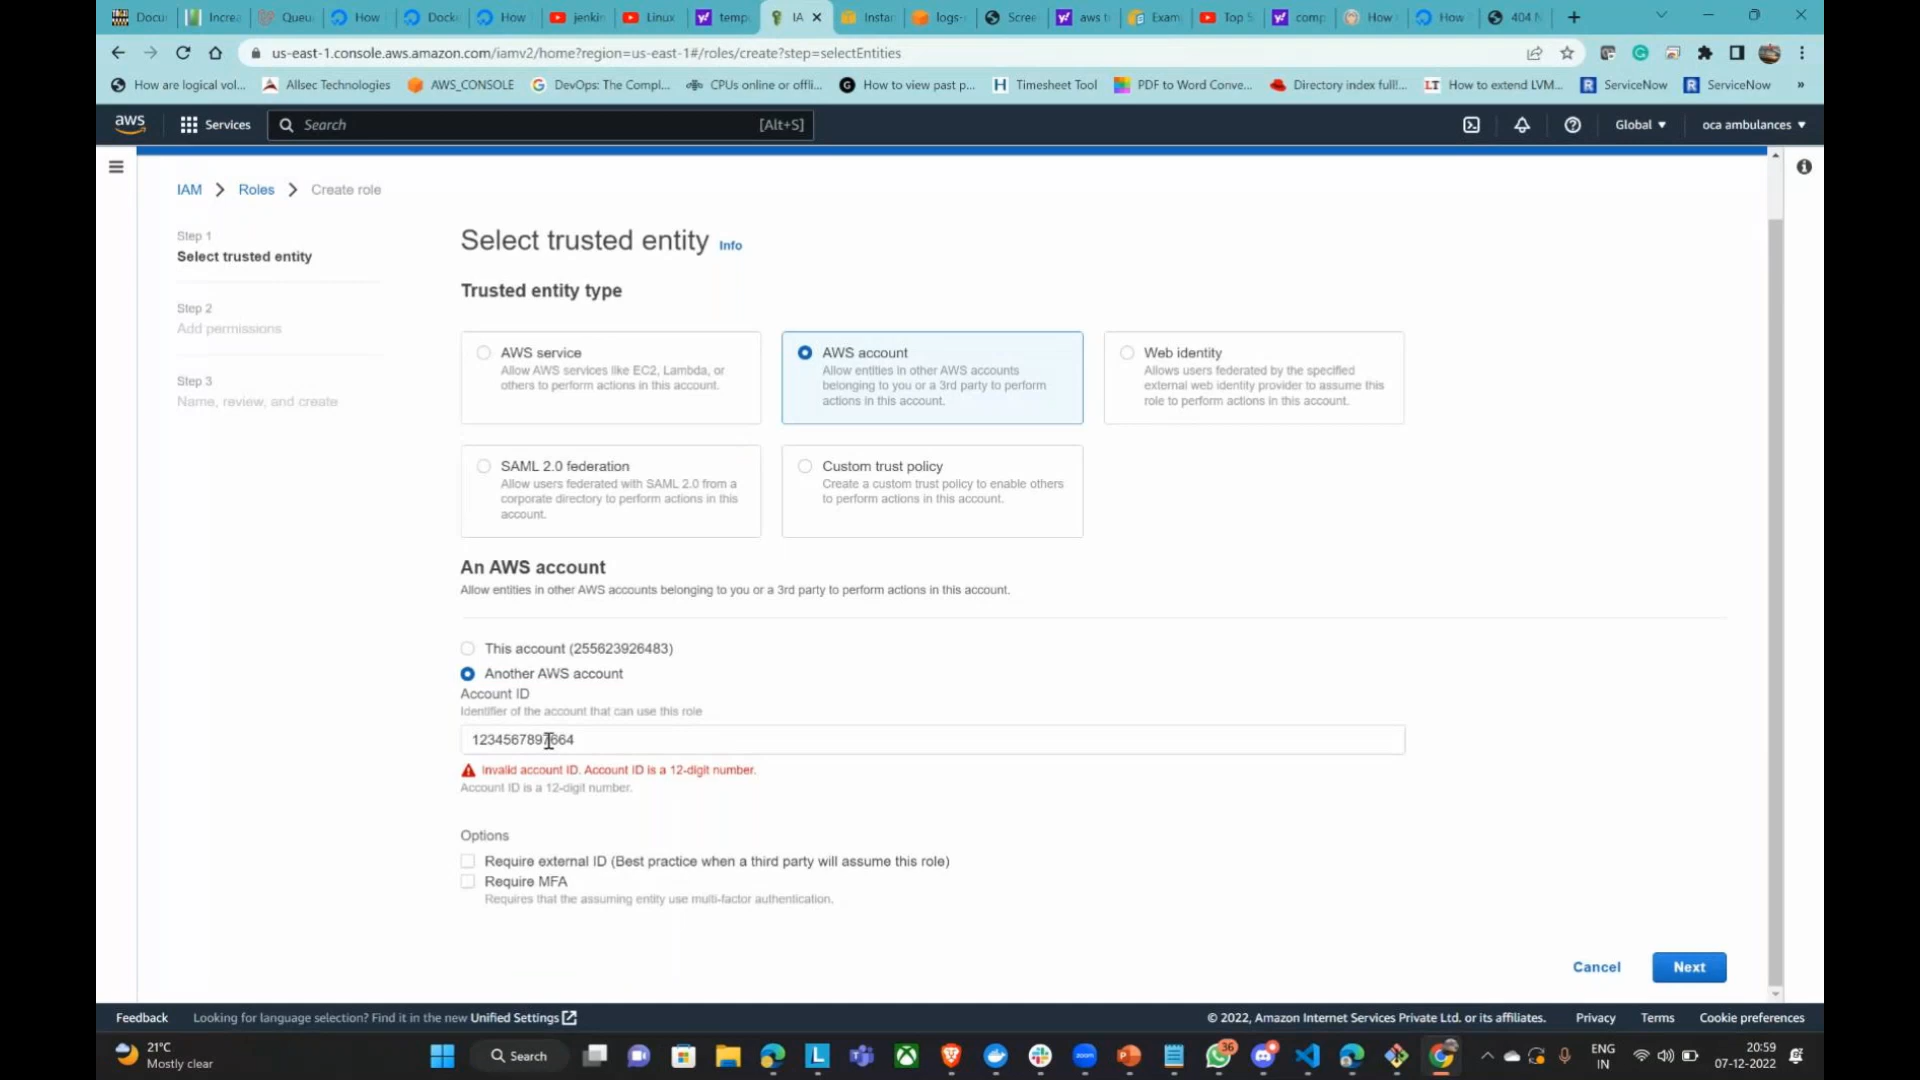 Docu
Increa
Queu
How
Dock
How
jenkin
Linux
temp
IA
Instan
logs-
Scree
aws t
Exam
Top 5
comp
How
How
404 N
us-east-1.console.aws.amazon.com/iamv2/home?region=us-east-1#/roles/create?step=selectEntities
How are logical vol...
Allsec Technologies
AWS_CONSOLE
DevOps: The Compl...
CPUs online or offli...
How to view past p...
Timesheet Tool
PDF to Word Conve...
Directory index full!...
How to extend LVM...
ServiceNow
ServiceNow
»
aws
Services
Search
[Alt+S]
Global
oca ambulances
IAM
Roles
Create role
Step 1
Select trusted entity
Step 2
Add permissions
Step 3
Name, review, and create
Select trusted entity Info
Trusted entity type
AWS service
Allow AWS services like EC2, Lambda, or
others to perform actions in this account.
AWS account
Allow entities in other AWS accounts
belonging to you or a 3rd party to perform
actions in this account.
Web identity
Allows users federated by the specified
external web identity provider to assume this
role to perform actions in this account.
SAML 2.0 federation
Allow users federated with SAML 2.0 from a
corporate directory to perform actions in this
account.
Custom trust policy
Create a custom trust policy to enable others
to perform actions in this account.
An AWS account
Allow entities in other AWS accounts belonging to you or a 3rd party to perform actions in this account.
This account (255623926483)
Another AWS account
Account ID
Identifier of the account that can use this role
1234567897664
Invalid account ID. Account ID is a 12-digit number.
Account ID is a 12-digit number.
Options
Require external ID (Best practice when a third party will assume this role)
Require MFA
Requires that the assuming entity use multi-factor authentication.
Cancel
Next
Feedback
Looking for language selection? Find it in the new Unified Settings
© 2022, Amazon Internet Services Private Ltd. or its affiliates.
Privacy
Terms
Cookie preferences
21°C
Mostly clear
Search
L
zoom
36
ENG
IN
20:59
07-12-2022